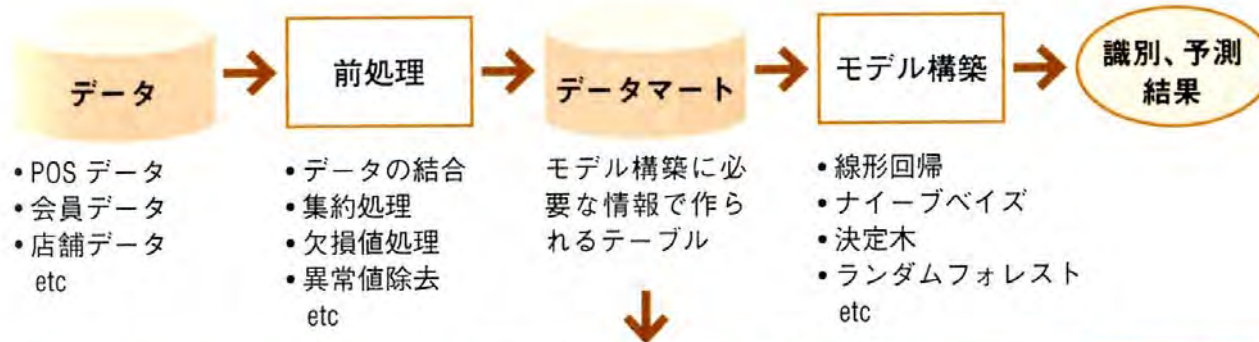 データ
前処理
データマート
モデル構築
識別、予測
結果
• POS データ
• 会員データ
• 店舗データ
etc
• データの結合
• 集約処理
• 欠損値処理
• 異常値除去
etc
モデル構築に必
要な情報で作ら
れるテーブル
• 線形回帰
• ナイーブベイズ
• 決定木
• ランダムフォレスト
etc